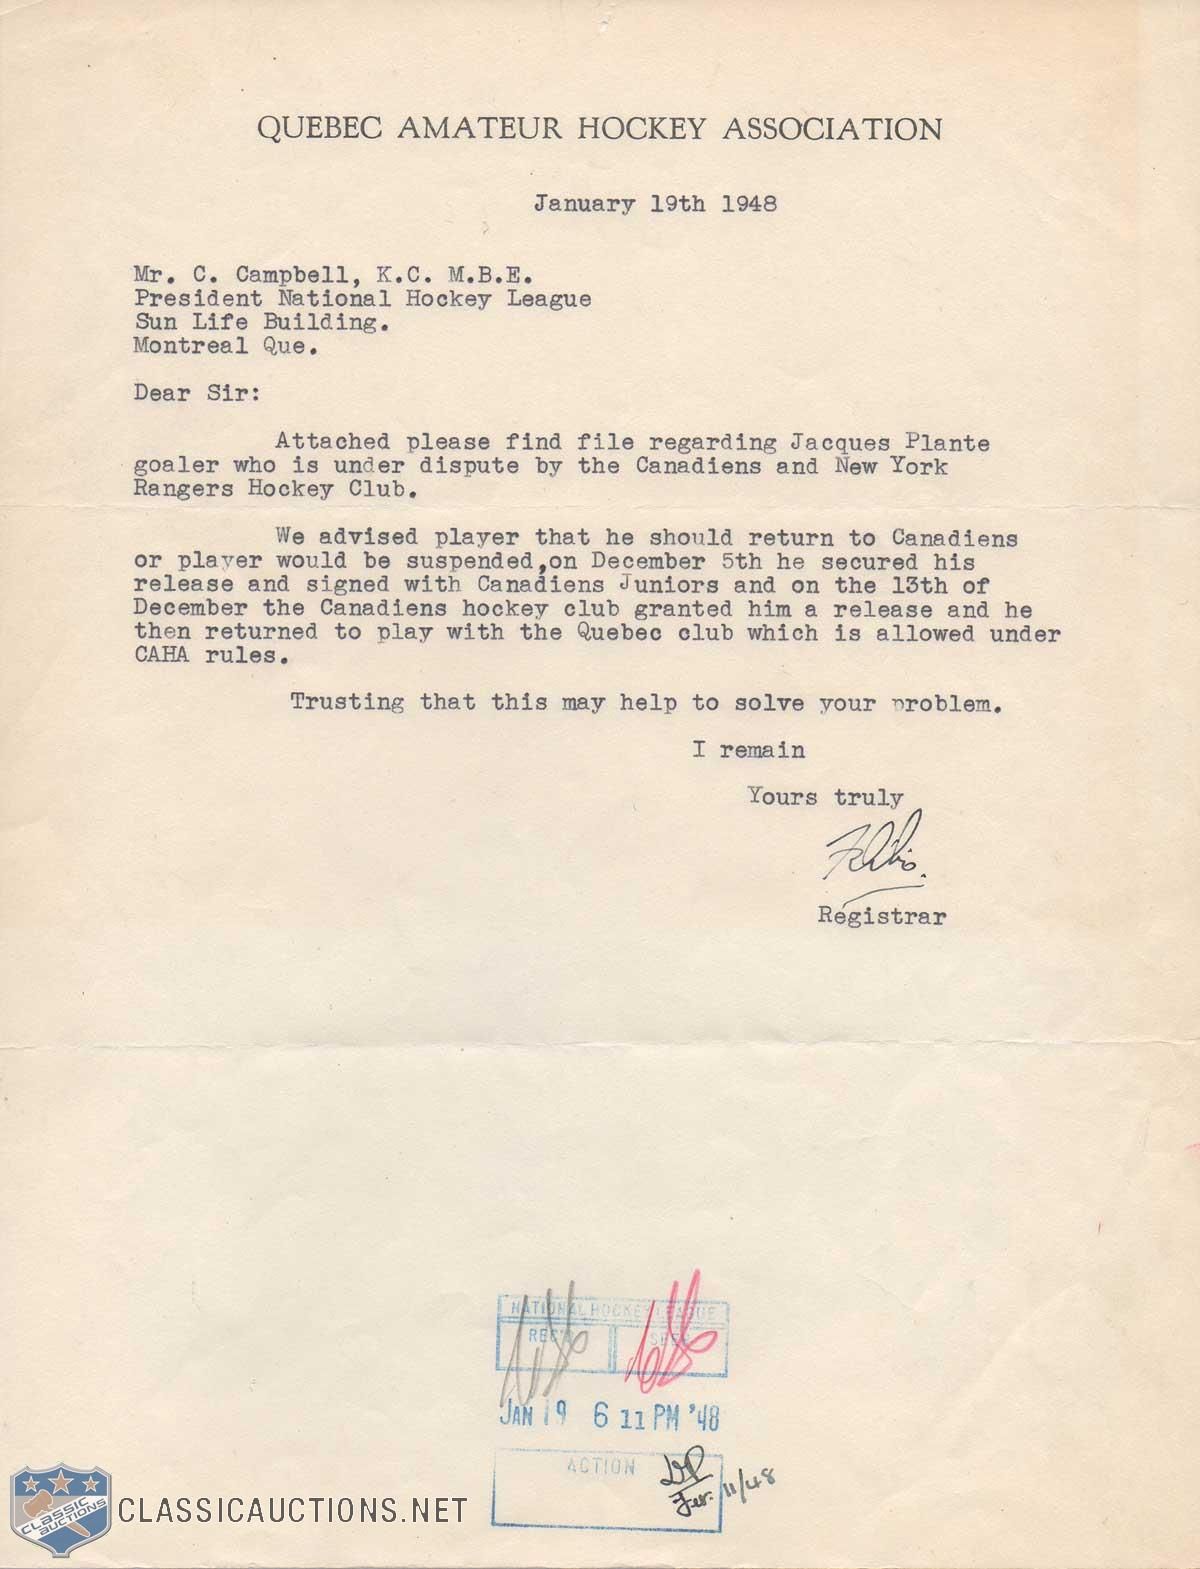 QUEBEC AMATEUR HOCKEY ASSOCIATION
January 19th 1948
Mr. C. Campbell, K.C. M.B.E.
President National Hockey League
Sun Life Building.
Montreal Que.
Dear Sir:
Attached please find file regarding Jacques Plante
goaler who is under dispute by the Canadiens and New York
Rangers Hockey Club.
We advised player that he should return to Canadiens
or player would be suspended,on December 5th he secured his
release and signed with Canadiens Juniors and on the 13th of
December the Canadiens hockey club granted him a release and he
then returned to play with the Quebec club which is allowed under
CAHA rules.
Trusting that this may help to solve your problem.
I remain
Yours truly
Registrar
NATIONAL HOCKEY LEAGUE
REC'D
JAN 19 6 11 PM '48
ACTION
11/48
CLASSIC
AUCTIONS
CLASSICAUCTIONS.NET